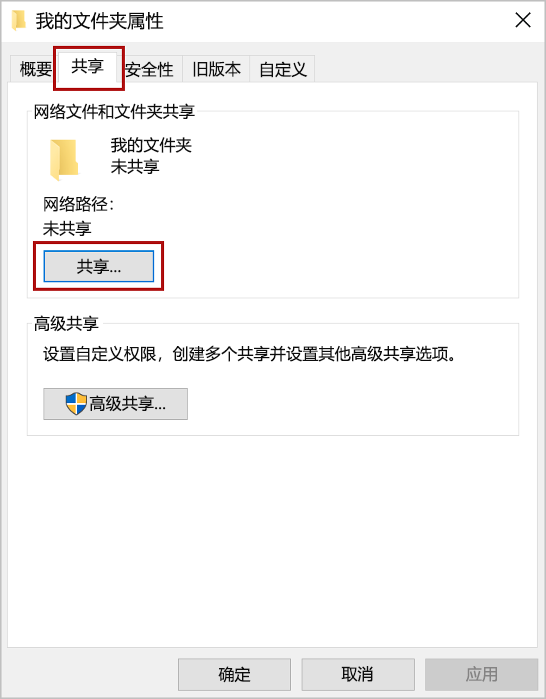 我的文件夹属性
概要 共享 安全性 旧版本 自定义
网络文件和文件夹共享
我的文件夹
未共享
网络路径：
未共享
共享...
高级共享
设置自定义权限，创建多个共享并设置其他高级共享选项。
高级共享...
确定 取消 应用